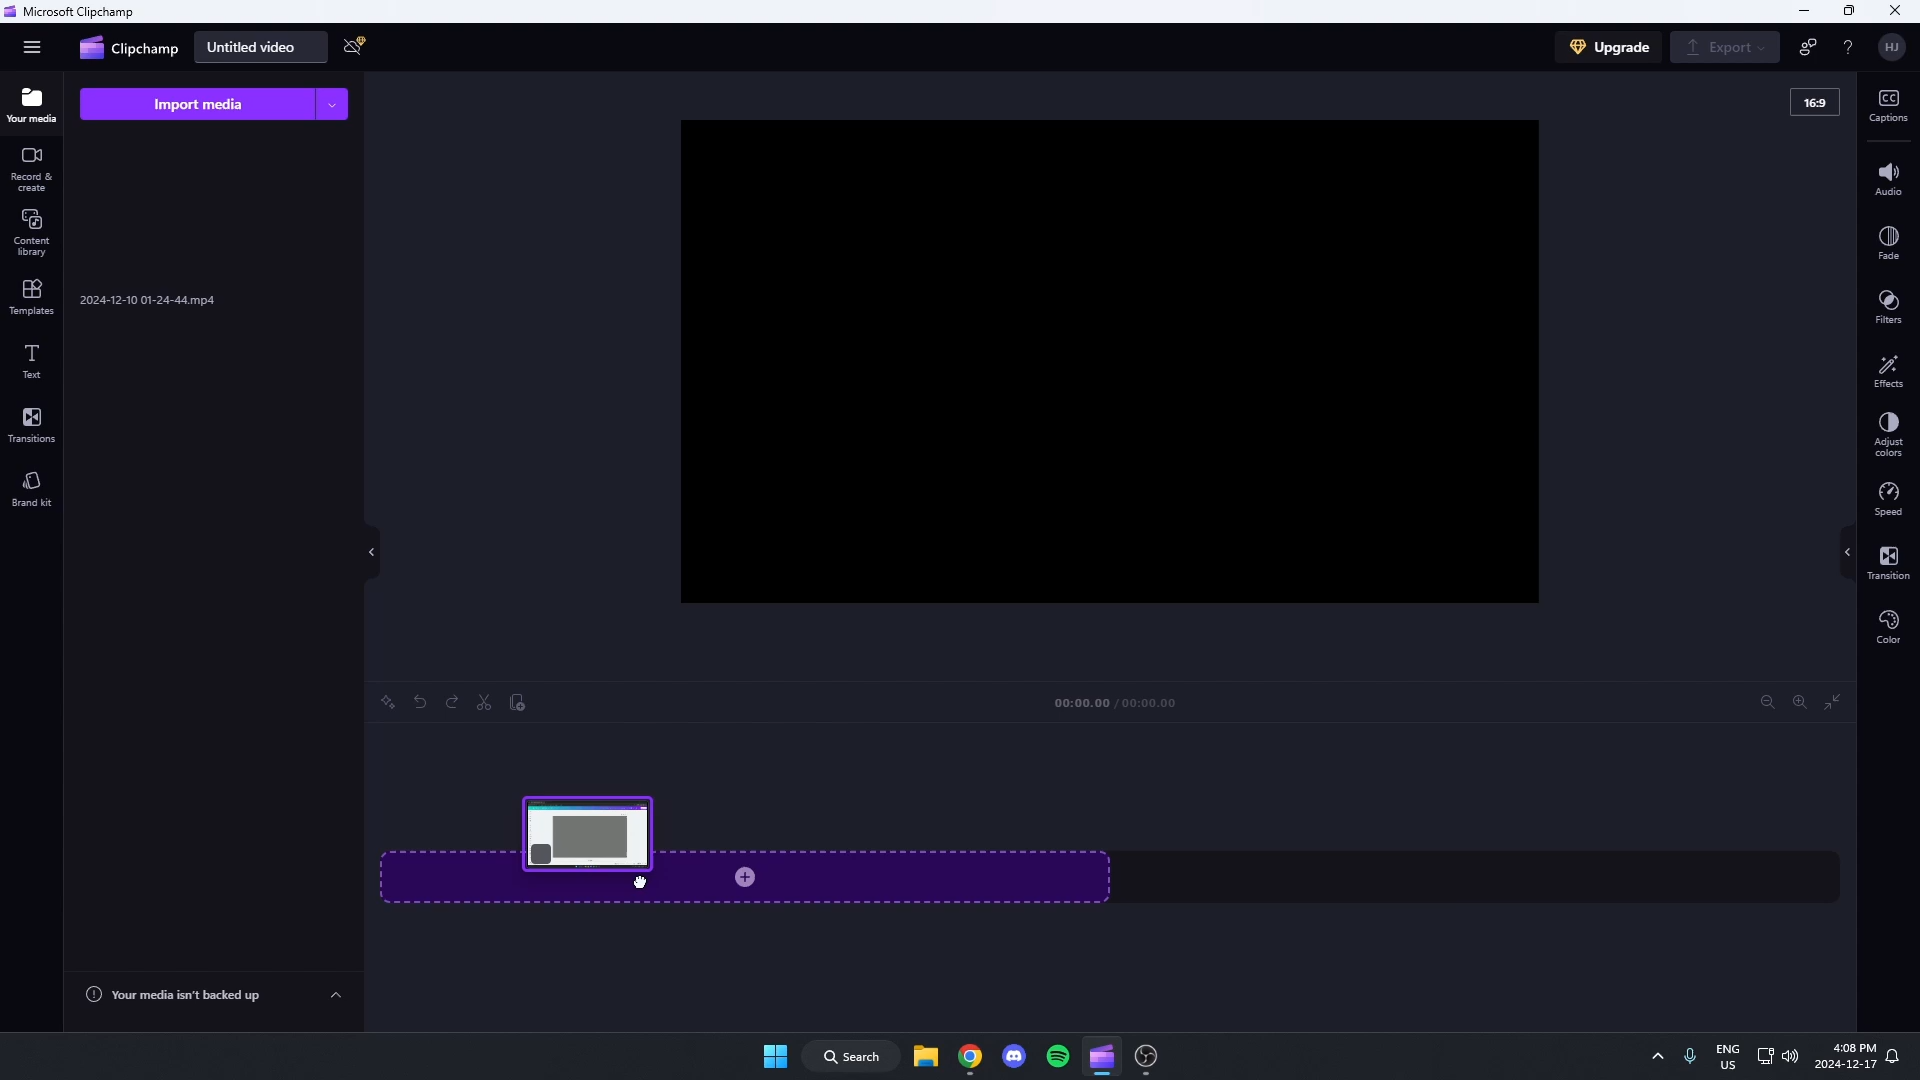 Microsoft Clipchamp
Clipchamp
Untitled video
Upgrade
Export
?
HJ
Your media
Record &
create
Content
library
Templates
Text
Transitions
Brand kit
Import media
2024-12-10 01-24-44.mp4
16:9
CC
Captions
Audio
Fade
Filters
Effects
Adjust
colors
Speed
Transition
Color
00:00.00 / 00:00.00
Your media isn't backed up
Search
ENG
US
4:08 PM
2024-12-17